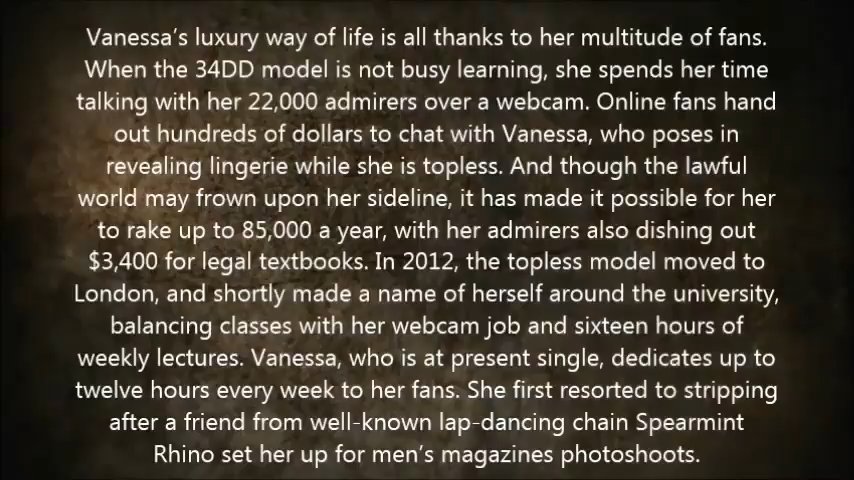 Vanessa's luxury way of life is all thanks to her multitude of fans.
When the 34DD model is not busy learning, she spends her time
talking with her 22,000 admirers over a webcam. Online fans hand
out hundreds of dollars to chat with Vanessa, who poses in
revealing lingerie while she is topless. And though the lawful
world may frown upon her sideline, it has made it possible for her
to rake up to 85,000 a year, with her admirers also dishing out
$3,400 for legal textbooks. In 2012, the topless model moved to
London, and shortly made a name of herself around the university,
balancing classes with her webcam job and sixteen hours of
weekly lectures. Vanessa, who is at present single, dedicates up to
twelve hours every week to her fans. She first resorted to stripping
after a friend from well-known lap-dancing chain Spearmint
Rhino set her up for men's magazines photoshoots.